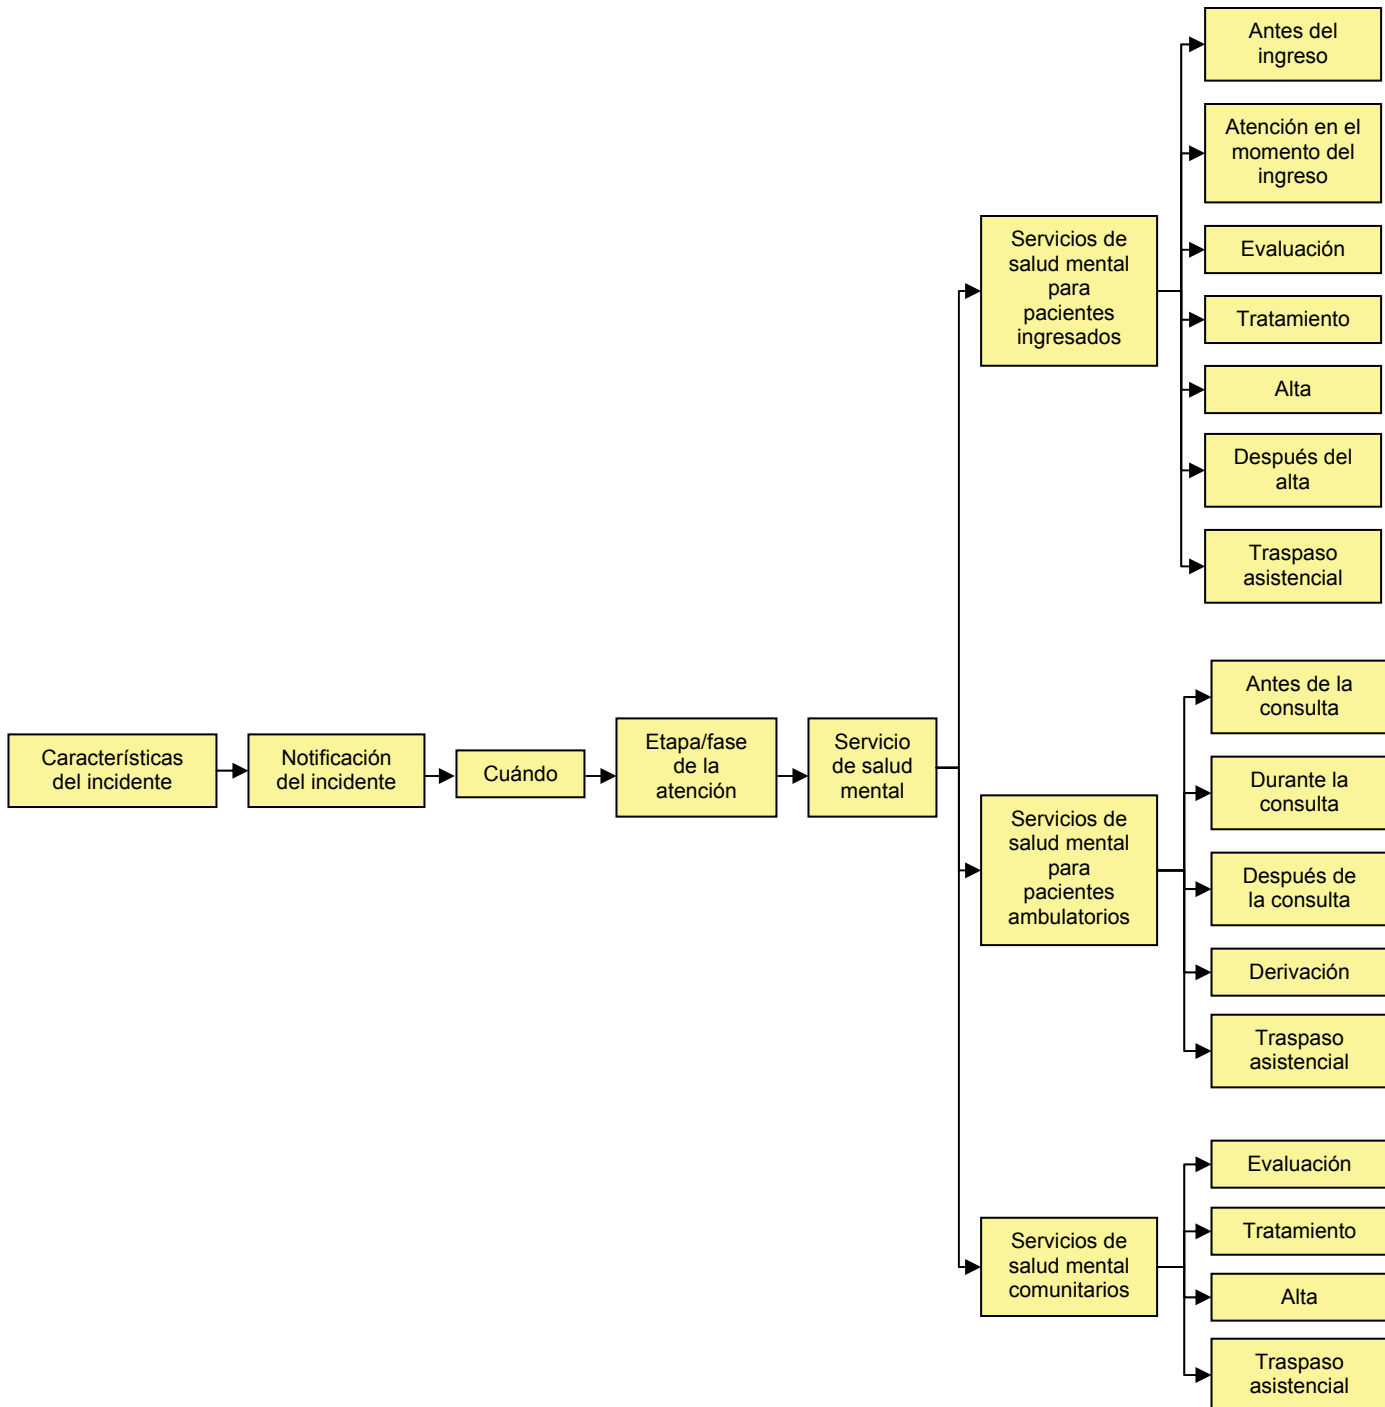 Características
del incidente
Notificación
del incidente
Cuándo
Etapa/fase
de la
atención
Servicio
de salud
mental
Servicios de
salud mental
para
pacientes
ingresados
Antes del
ingreso
Atención en el
momento del
ingreso
Evaluación
Tratamiento
Alta
Después del
alta
Traspaso
asistencial
Servicios de
salud mental
para
pacientes
ambulatorios
Antes de la
consulta
Durante la
consulta
Después de
la consulta
Derivación
Traspaso
asistencial
Servicios de
salud mental
comunitarios
Evaluación
Tratamiento
Alta
Traspaso
asistencial